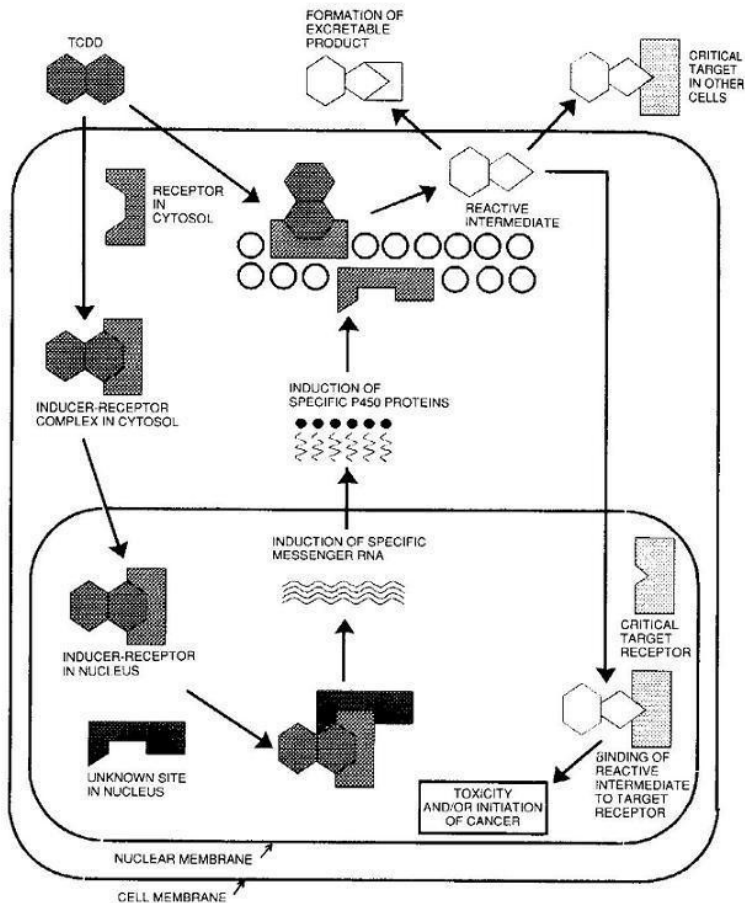 TCDD
FORMATION OF
EXCRETABLE
PRODUCT
CRITICAL
TARGET
IN OTHER
CELLS
RECEPTOR
IN
CYTOSOL
REACTIVE
INTERMEDIATE
INDUCER-RECEPTOR
COMPLEX IN CYTOSOL
INDUCTION OF
SPECIFIC P450 PROTEINS
INDUCTION OF SPECIFIC
MESSENGER RNA
CRITICAL
TARGET
RECEPTOR
INDUCER-RECEPTOR
IN NUCLEUS
UNKNOWN SITE
IN NUCLEUS
BINDING OF
REACTIVE
INTERMEDIATE
TO TARGET
RECEPTOR
TOXICITY
AND/OR INITIATION
OF CANCER
NUCLEAR MEMBRANE
CELL MEMBRANE